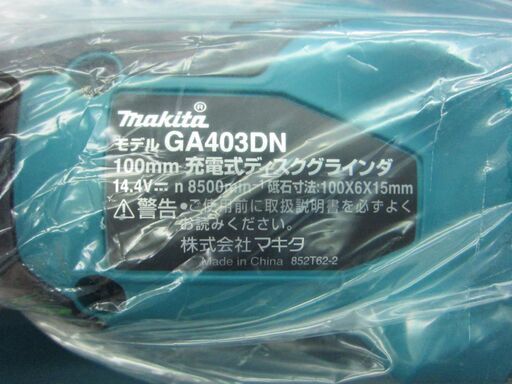 makita®
モデル GA403DN
100mm 充電式ディスクグラインダ
14.4V⎓ n 8500min⁻¹ 砥石寸法:100X6X15mm
⚠警告●ご使用前に取扱説明書を必ずよく
お読みください。
株式会社 マキタ
Made in China 852T62-2